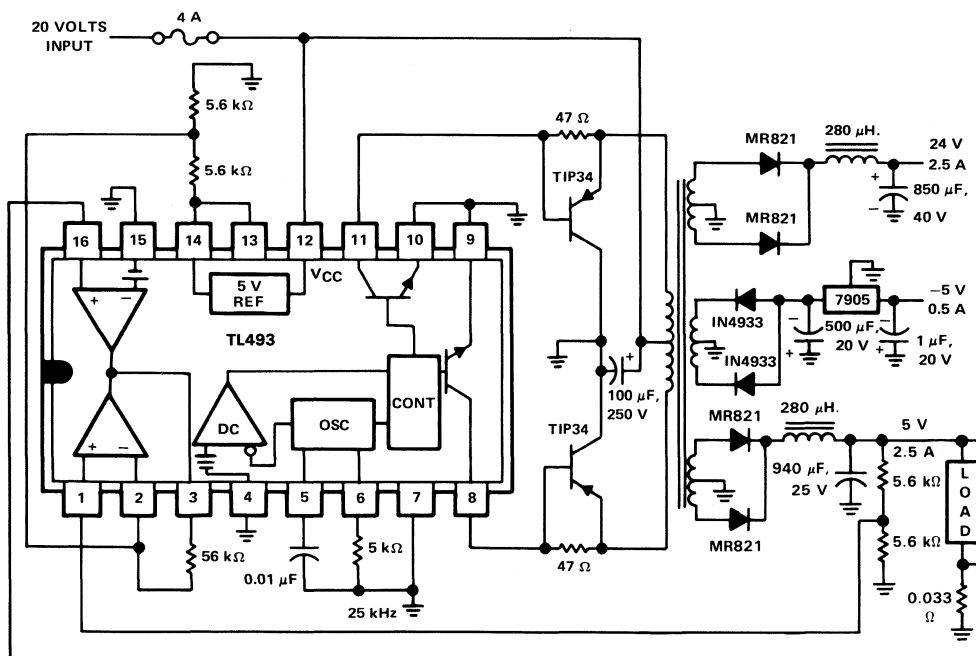 4 A
20 VOLTS
INPUT
5.6 kΩ
5.6 kΩ
47 Ω
TIP34
MR821
MR821
280 μH.
24 V
2.5 A
+
850 μF,
40 V
−
16
15
14
13
12
11
10
9
+
−
5 V
REF
VCC
TL493
DC
OSC
CONT
+
−
1
2
3
4
5
6
7
8
56 kΩ
0.01 μF
5 kΩ
25 kHz
+
100 μF,
250 V
TIP34
47 Ω
IN4933
IN4933
7905
−5 V
0.5 A
−
500 μF,
20 V
+
−
1 μF,
20 V
+
MR821
MR821
280 μH.
940 μF,
25 V
5 V
2.5 A
5.6 kΩ
5.6 kΩ
LOAD
0.033
Ω